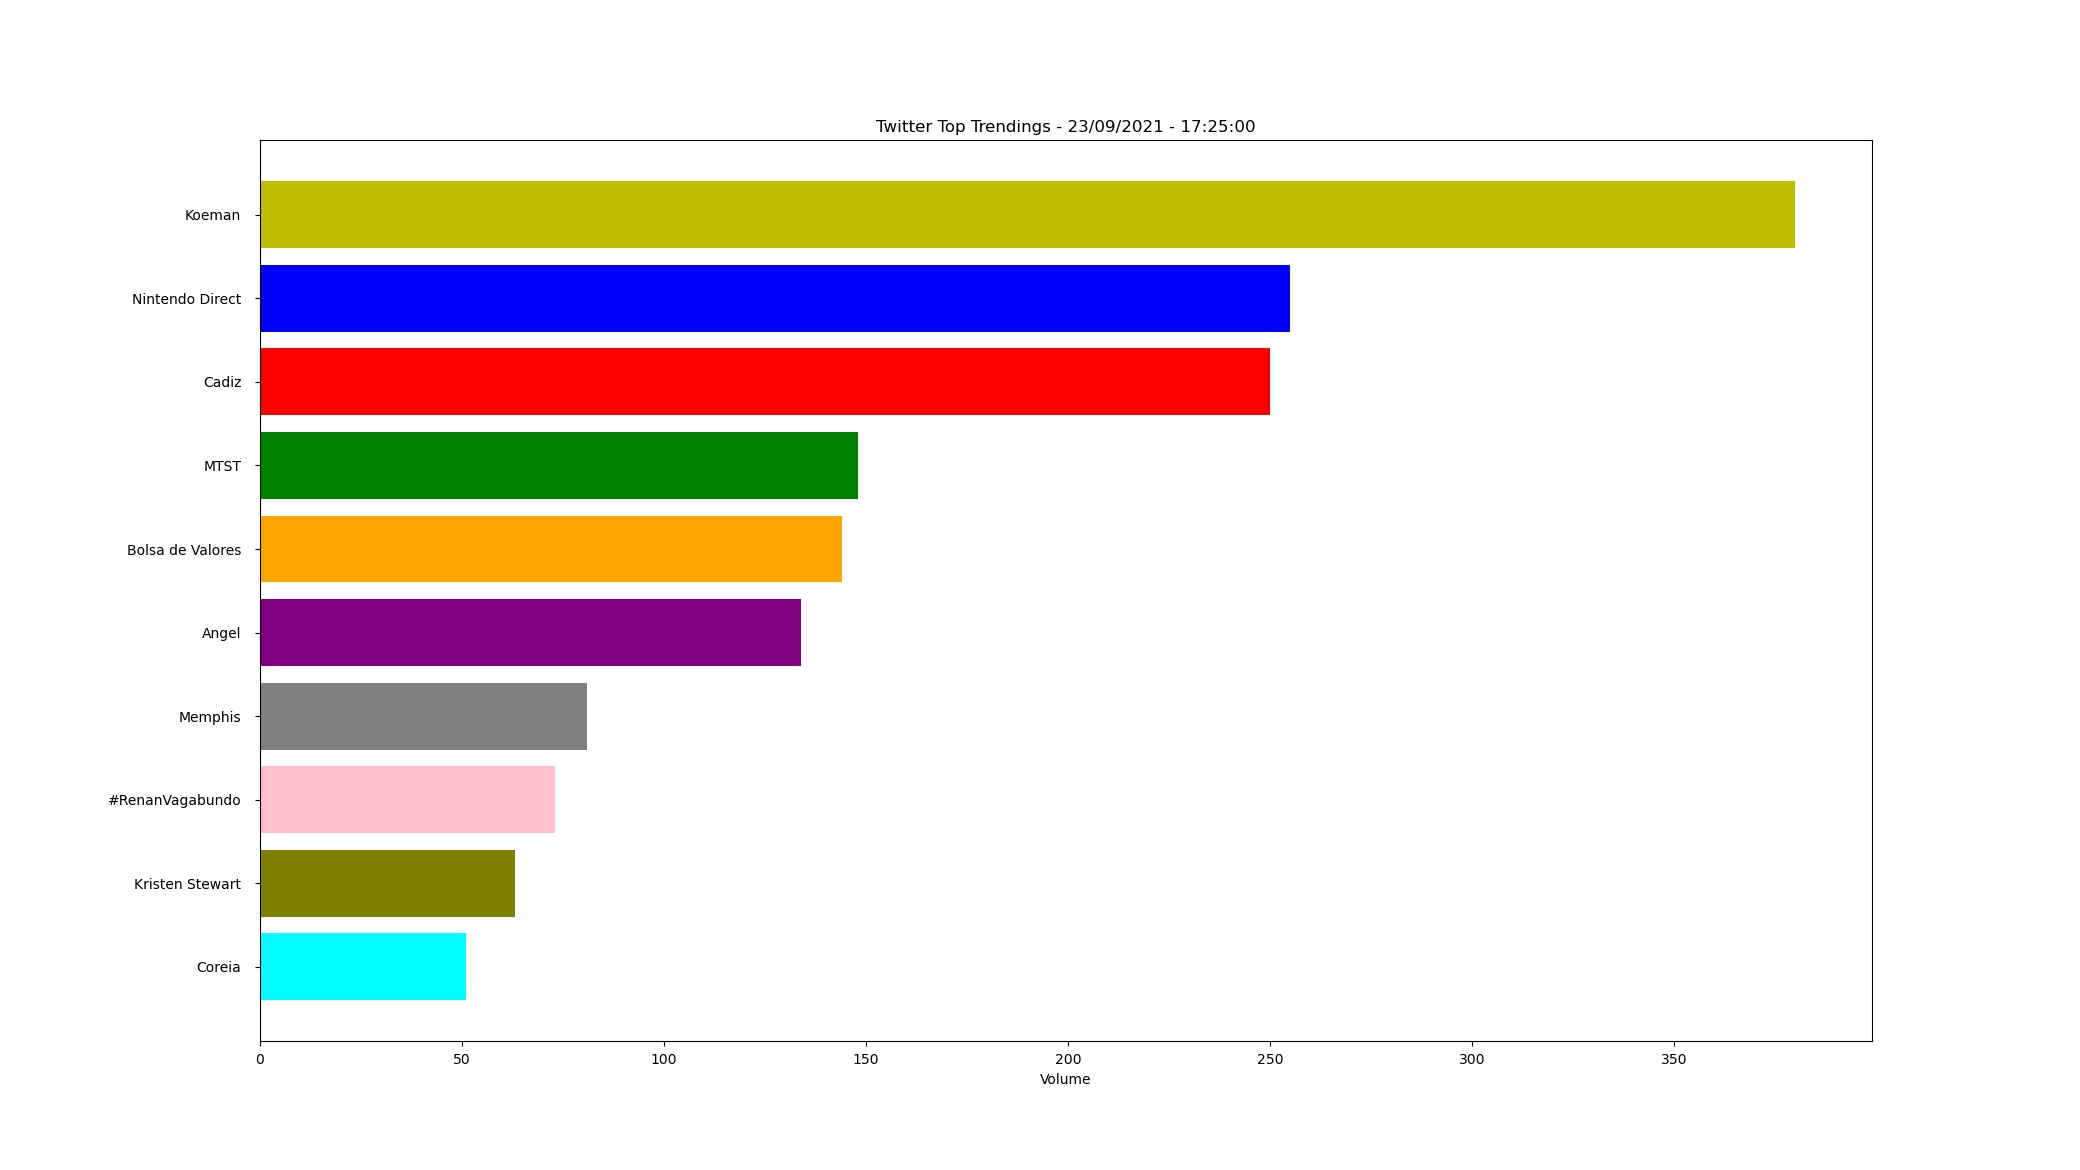 Twitter Top Trendings - 23/09/2021 - 17:25:00
Koeman
Nintendo Direct
Cadiz
MTST
Bolsa de Valores
Angel
Memphis
#RenanVagabundo
Kristen Stewart
Coreia
0 50 100 150 200 250 300 350
Volume